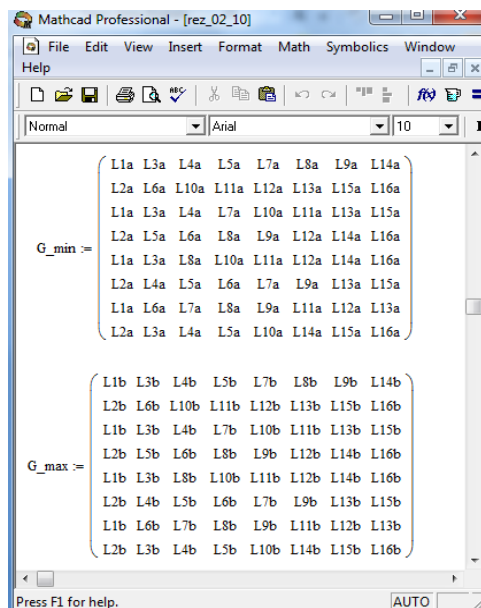 Mathcad Professional - [rez_02_10]
File Edit View Insert Format Math Symbolics Window
Help
Normal Arial 10
L1a L3a L4a L5a L7a L8a L9a L14a
L2a L6a L10a L11a L12a L13a L15a L16a
L1a L3a L4a L7a L10a L11a L13a L15a
L2a L5a L6a L8a L9a L12a L14a L16a
G_min :=
L1a L3a L8a L10a L11a L12a L14a L16a
L2a L4a L5a L6a L7a L9a L13a L15a
L1a L6a L7a L8a L9a L11a L12a L13a
L2a L3a L4a L5a L10a L14a L15a L16a
L1b L3b L4b L5b L7b L8b L9b L14b
L2b L6b L10b L11b L12b L13b L15b L16b
L1b L3b L4b L7b L10b L11b L13b L15b
L2b L5b L6b L8b L9b L12b L14b L16b
G_max :=
L1b L3b L8b L10b L11b L12b L14b L16b
L2b L4b L5b L6b L7b L9b L13b L15b
L1b L6b L7b L8b L9b L11b L12b L13b
L2b L3b L4b L5b L10b L14b L15b L16b
Press F1 for help. AUTO